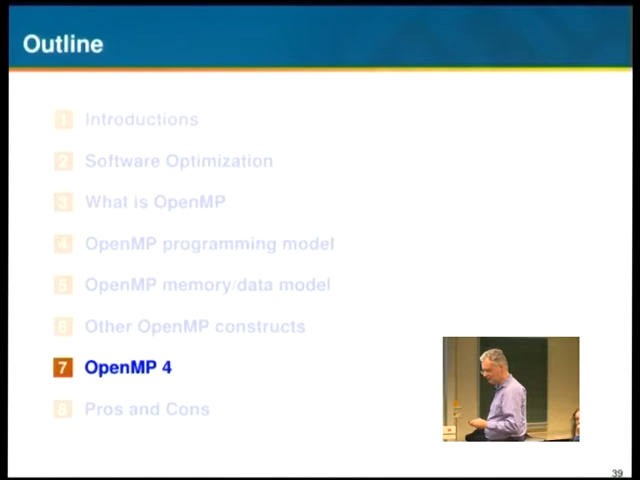 Outline
1 Introductions
2 Software Optimization
3 What is OpenMP
4 OpenMP programming model
5 OpenMP memory/data model
6 Other OpenMP constructs
7 OpenMP 4
8 Pros and Cons
39